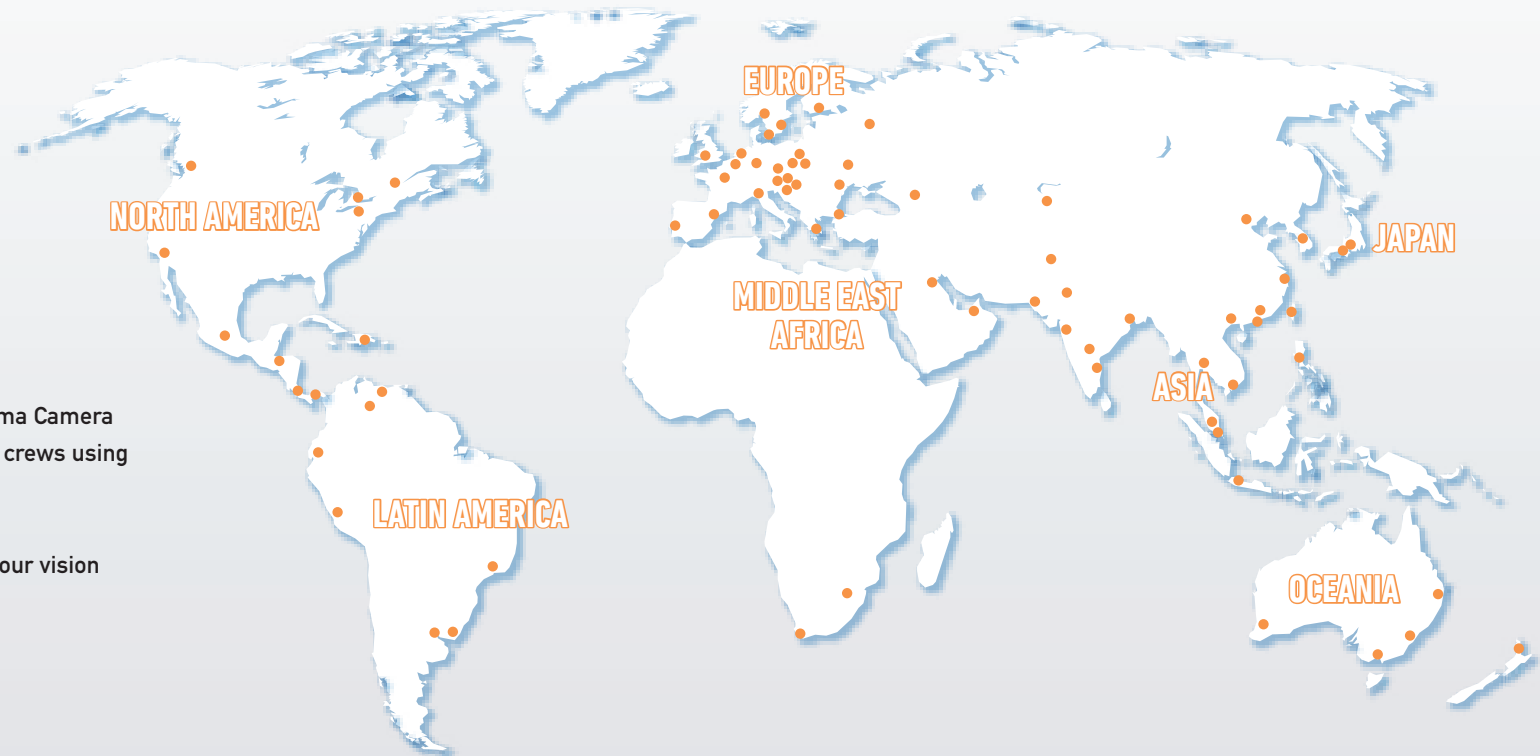 EUROPE
NORTH AMERICA
JAPAN
MIDDLE EAST
AFRICA
ASIA
ma Camera
crews using
LATIN AMERICA
our vision
OCEANIA